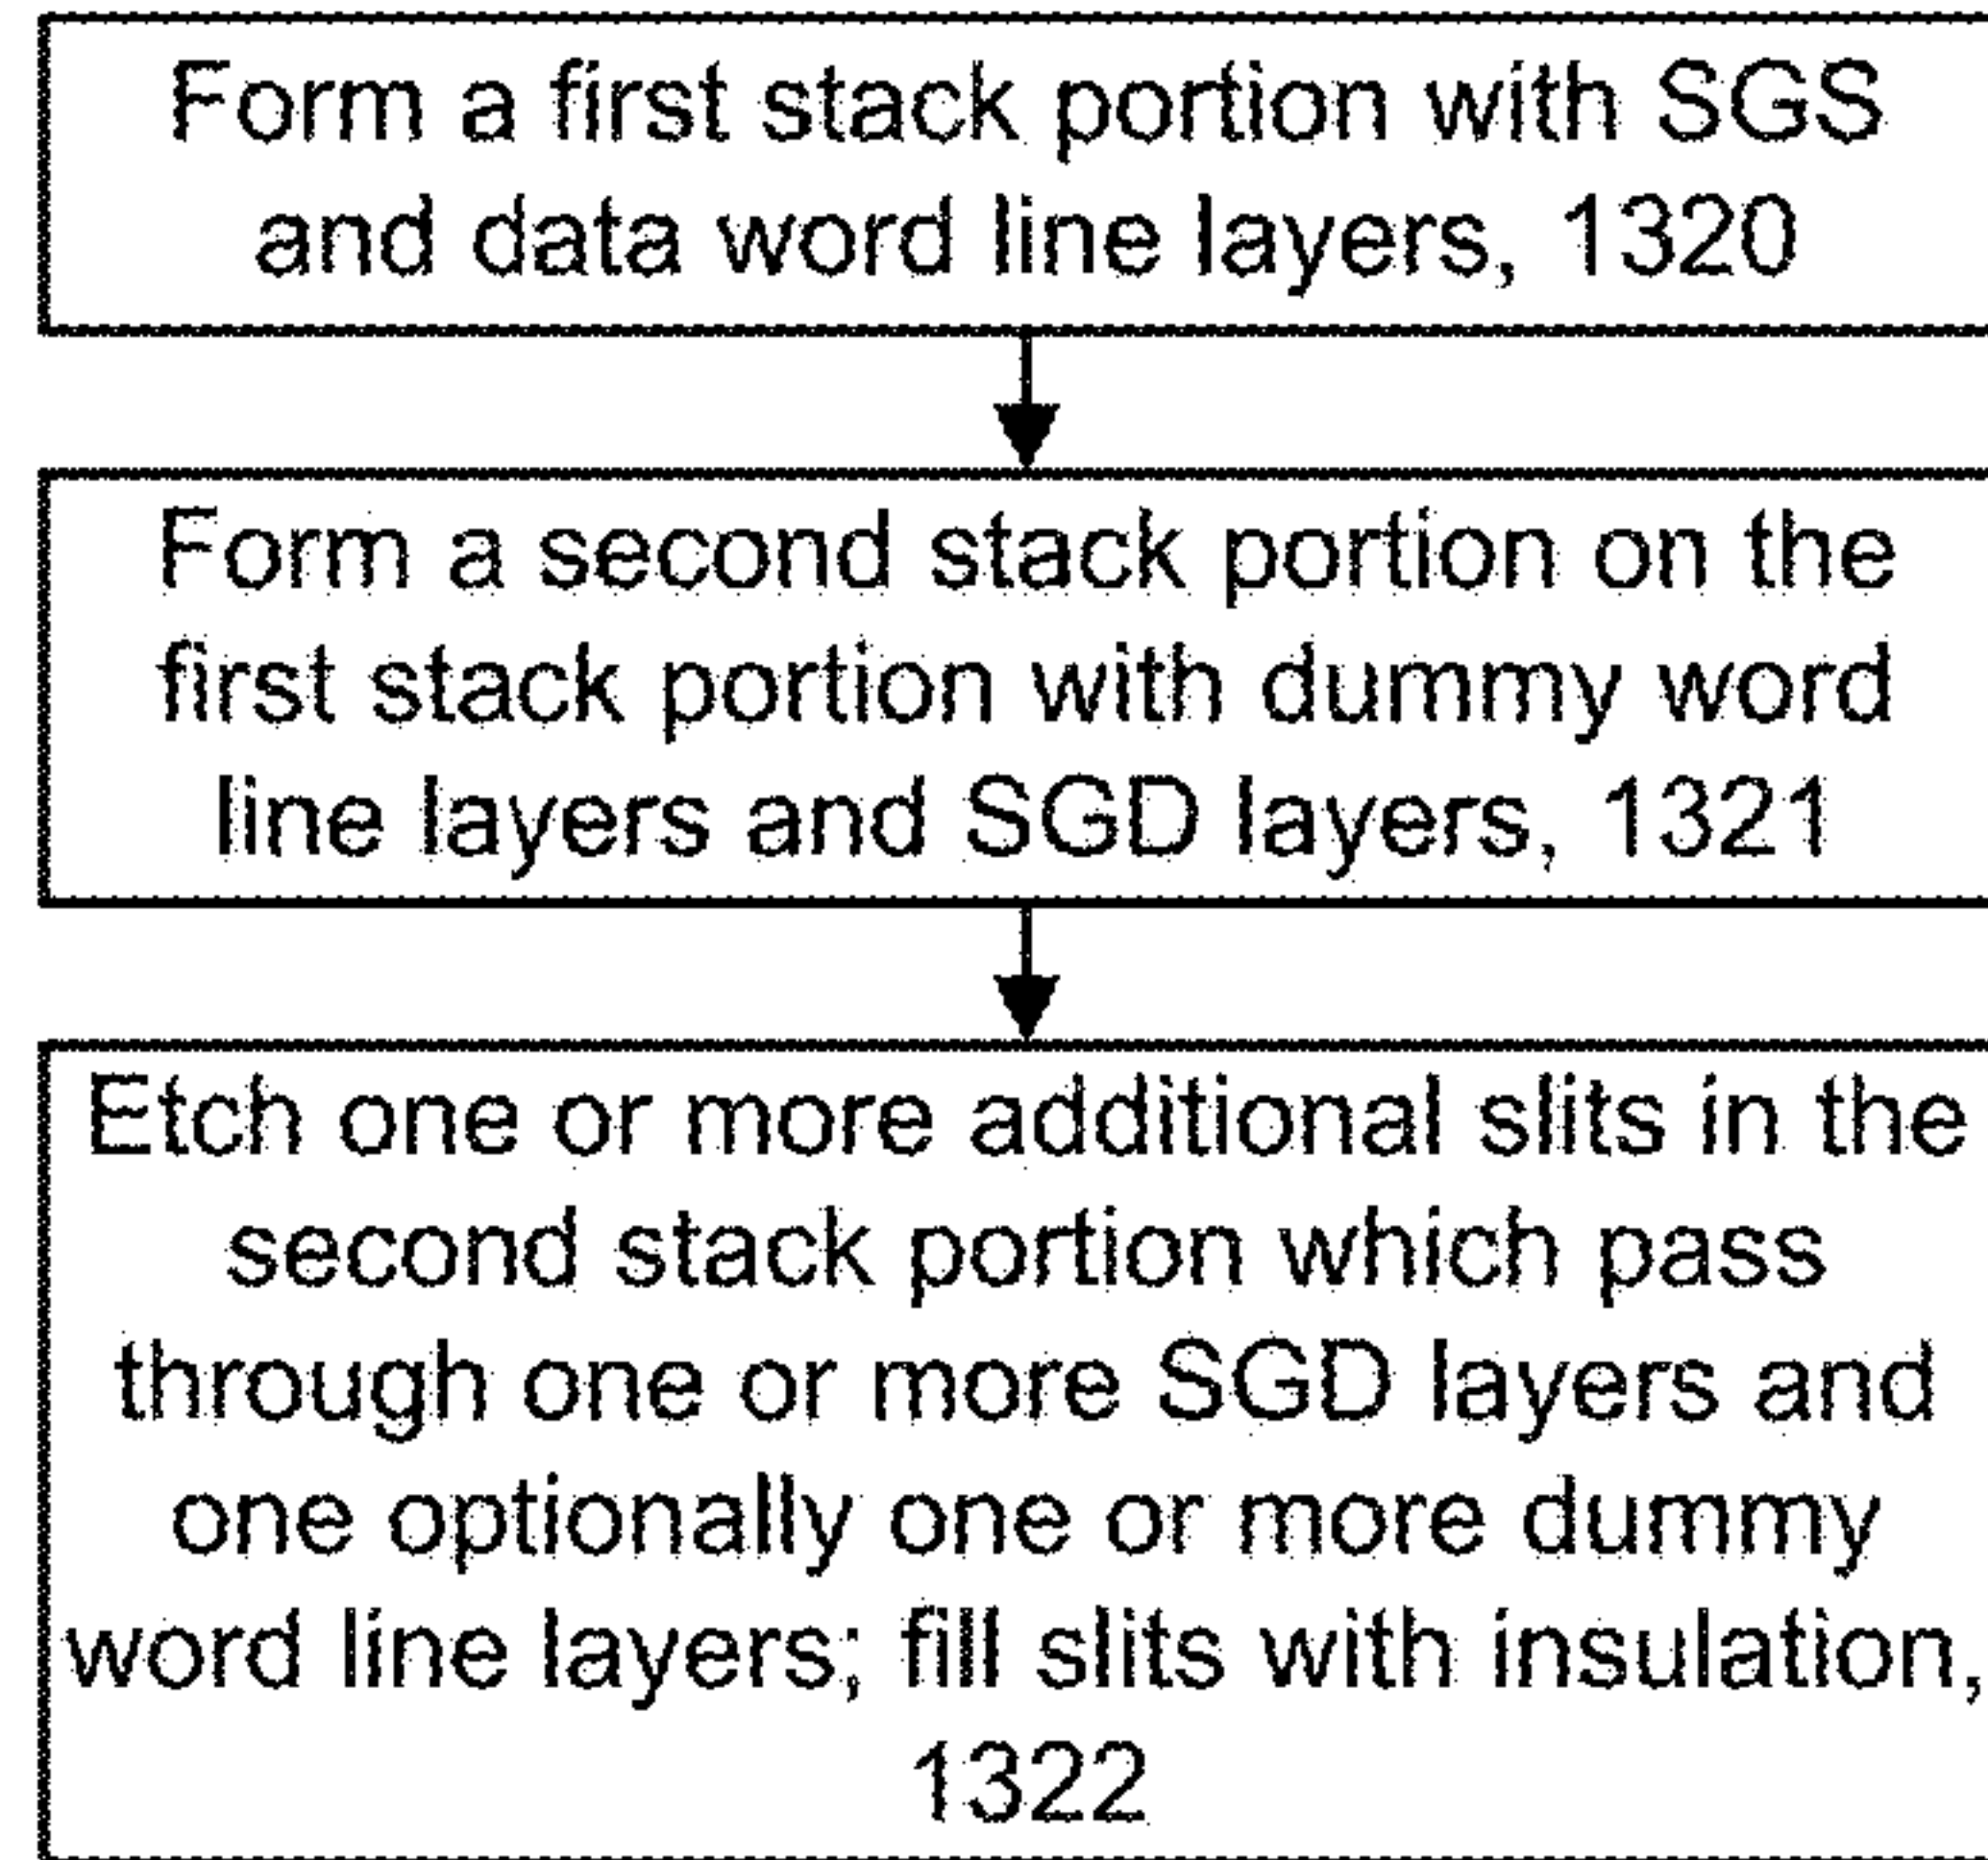 Form a first stack portion with SGS
and data word line layers, 1320
Form a second stack portion on the
first stack portion with dummy word
line layers and SGD layers, 1321
Etch one or more additional slits in the
second stack portion which pass
through one or more SGD layers and
one optionally one or more dummy
word line layers; fill slits with insulation,
1322